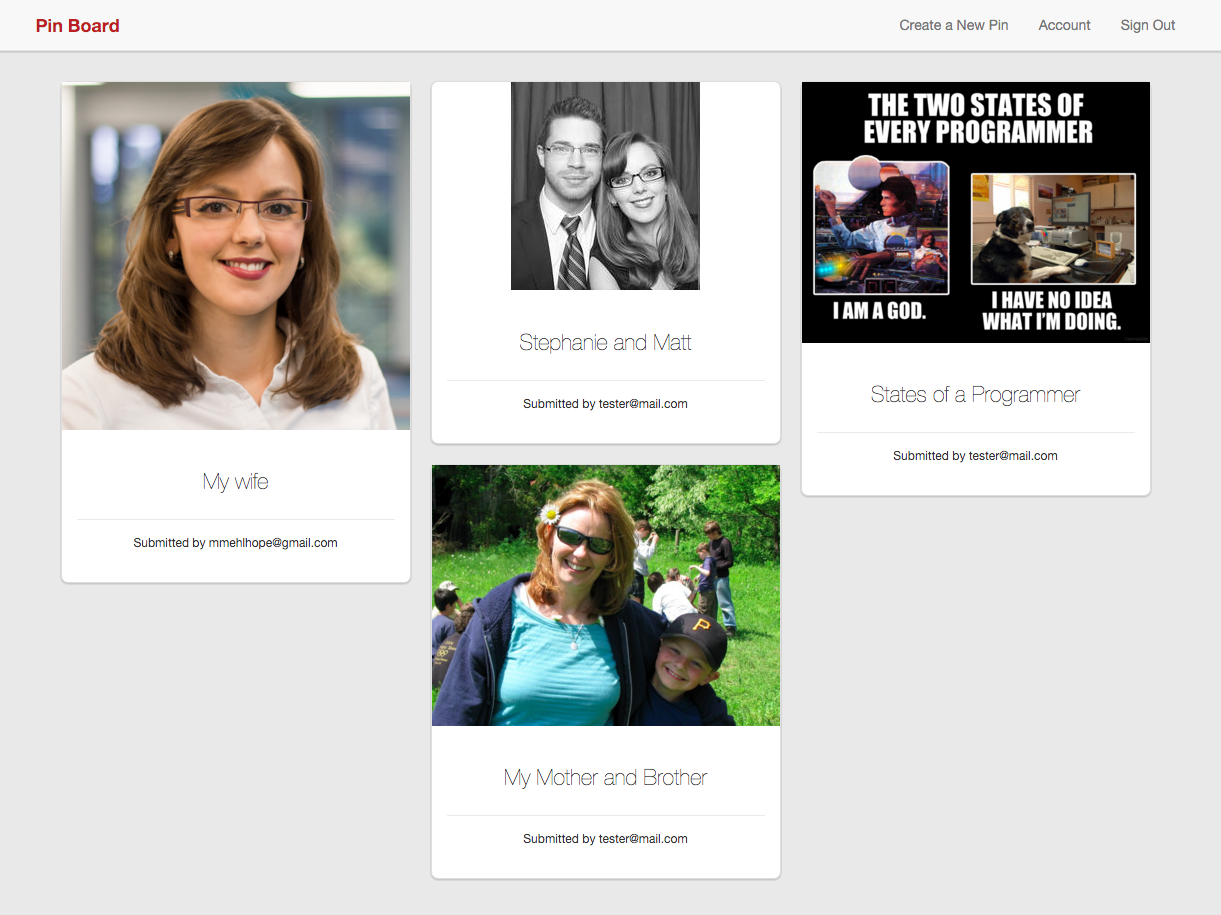 Pin Board
Create a New Pin
Account
Sign Out
My wife
Submitted by mmehlhope@gmail.com
Stephanie and Matt
Submitted by tester@mail.com
THE TWO STATES OF
EVERY PROGRAMMER
I AM A GOD.
I HAVE NO IDEA
WHAT I'M DOING.
States of a Programmer
Submitted by tester@mail.com
P
My Mother and Brother
Submitted by tester@mail.com